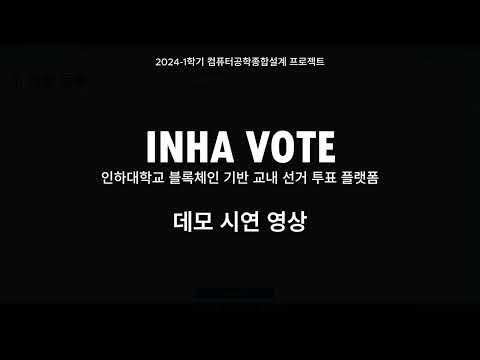 2024-1학기 컴퓨터공학종합설계 프로젝트
INHA VOTE
인하대학교 블록체인 기반 교내 선거 투표 플랫폼
데모 시연 영상